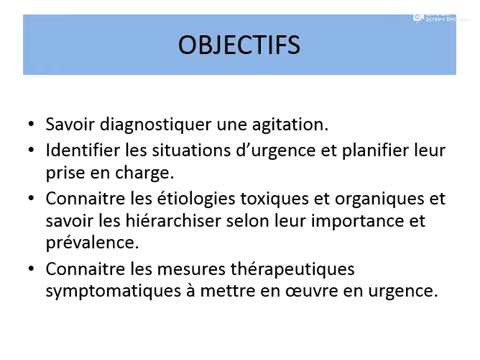 OBJECTIFS
• Savoir diagnostiquer une agitation.
• Identifier les situations d'urgence et planifier leur
prise en charge.
• Connaitre les étiologies toxiques et organiques et
savoir les hiérarchiser selon leur importance et
prévalence.
• Connaitre les mesures thérapeutiques
symptomatiques à mettre en œuvre en urgence.